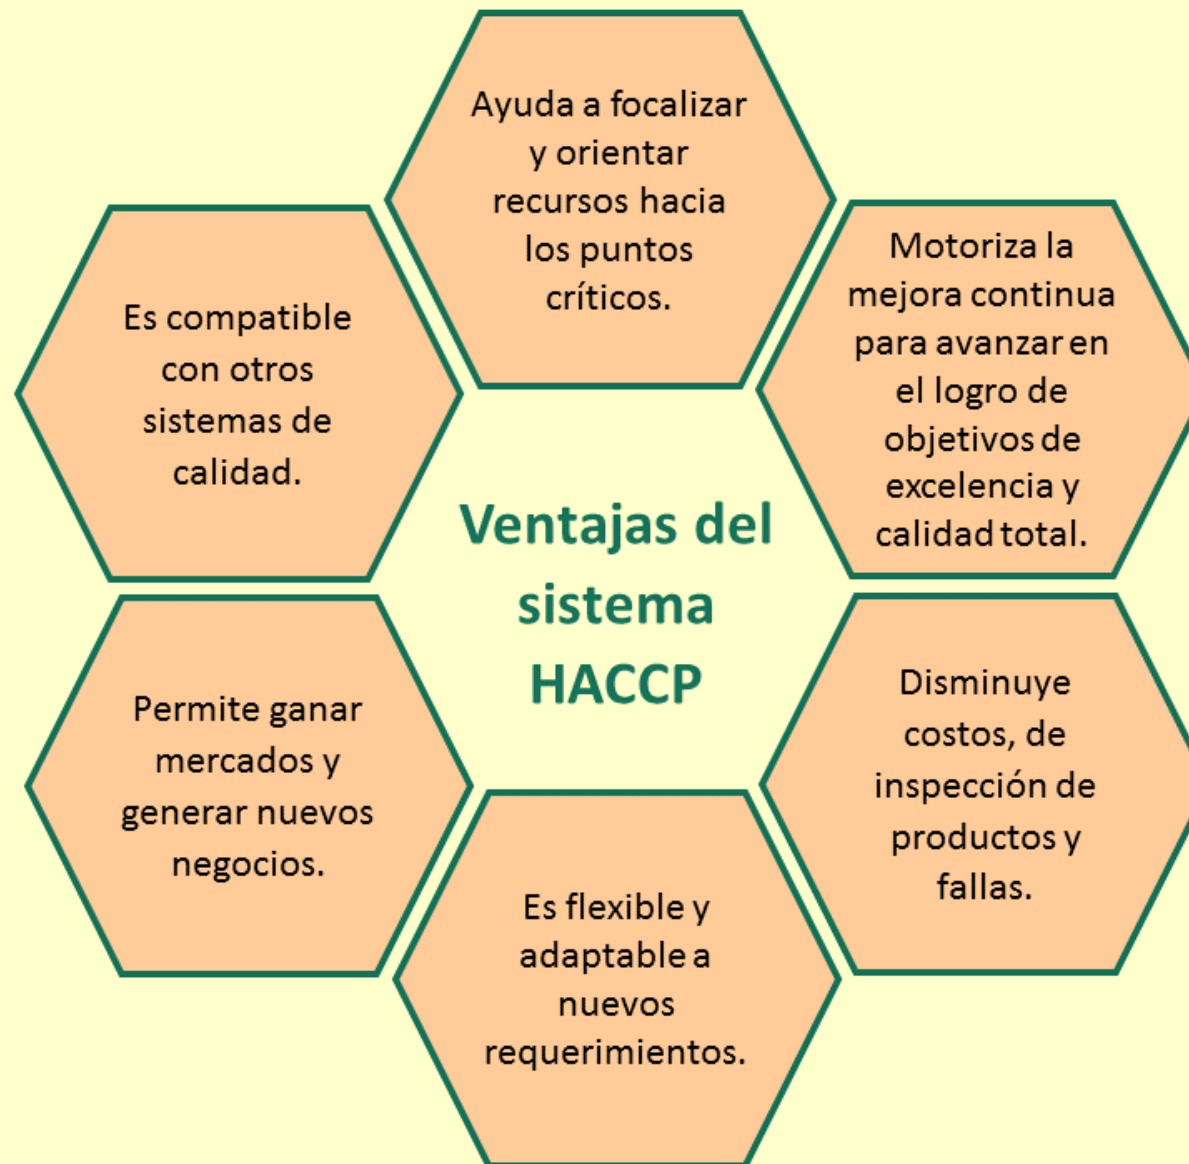 Ayuda a focalizar
y orientar
recursos hacia
los puntos
críticos.
Motoriza la
mejora continua
para avanzar en
el logro de
objetivos de
excelencia y
calidad total.
Disminuye
costos, de
inspección de
productos y
fallas.
Es flexible y
adaptable a
nuevos
requerimientos.
Permite ganar
mercados y
generar nuevos
negocios.
Es compatible
con otros
sistemas de
calidad.
Ventajas del
sistema
HACCP